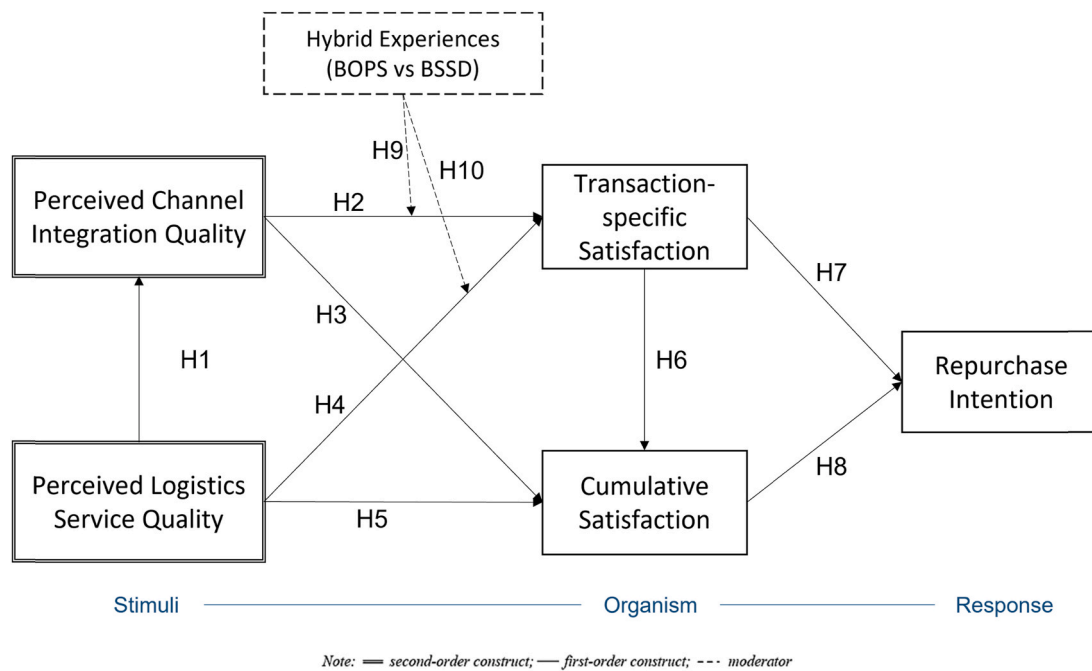 Hybrid Experiences
(BOPS vs BSSD)
H9
H10
Perceived Channel
Integration Quality
H2
Transaction-
specific
Satisfaction
H7
H3
H1
H6
Repurchase
Intention
H4
Perceived Logistics
Service Quality
H5
Cumulative
Satisfaction
H8
Stimuli
Organism
Response
Note: second-order construct; first-order construct; moderator